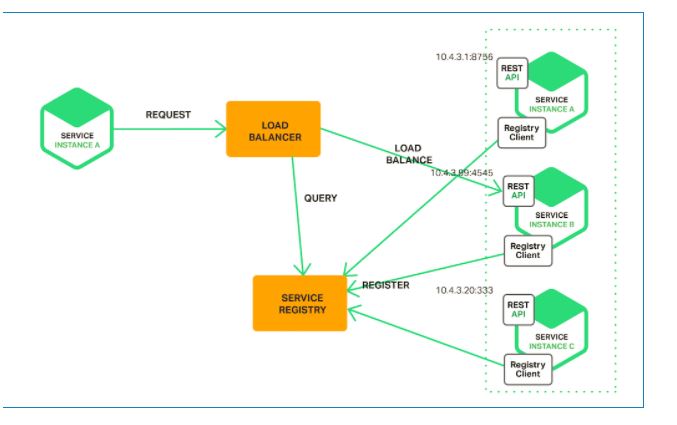 10.4.3.1:8756
REST
API
SERVICE
INSTANCE A
Registry
Client
REQUEST
SERVICE
INSTANCE A
LOAD
BALANCER
LOAD
BALANCE
10.4.3.99:4545
REST
API
SERVICE
INSTANCE B
Registry
Client
QUERY
SERVICE
REGISTRY
REGISTER
10.4.3.20:333
REST
API
SERVICE
INSTANCE C
Registry
Client